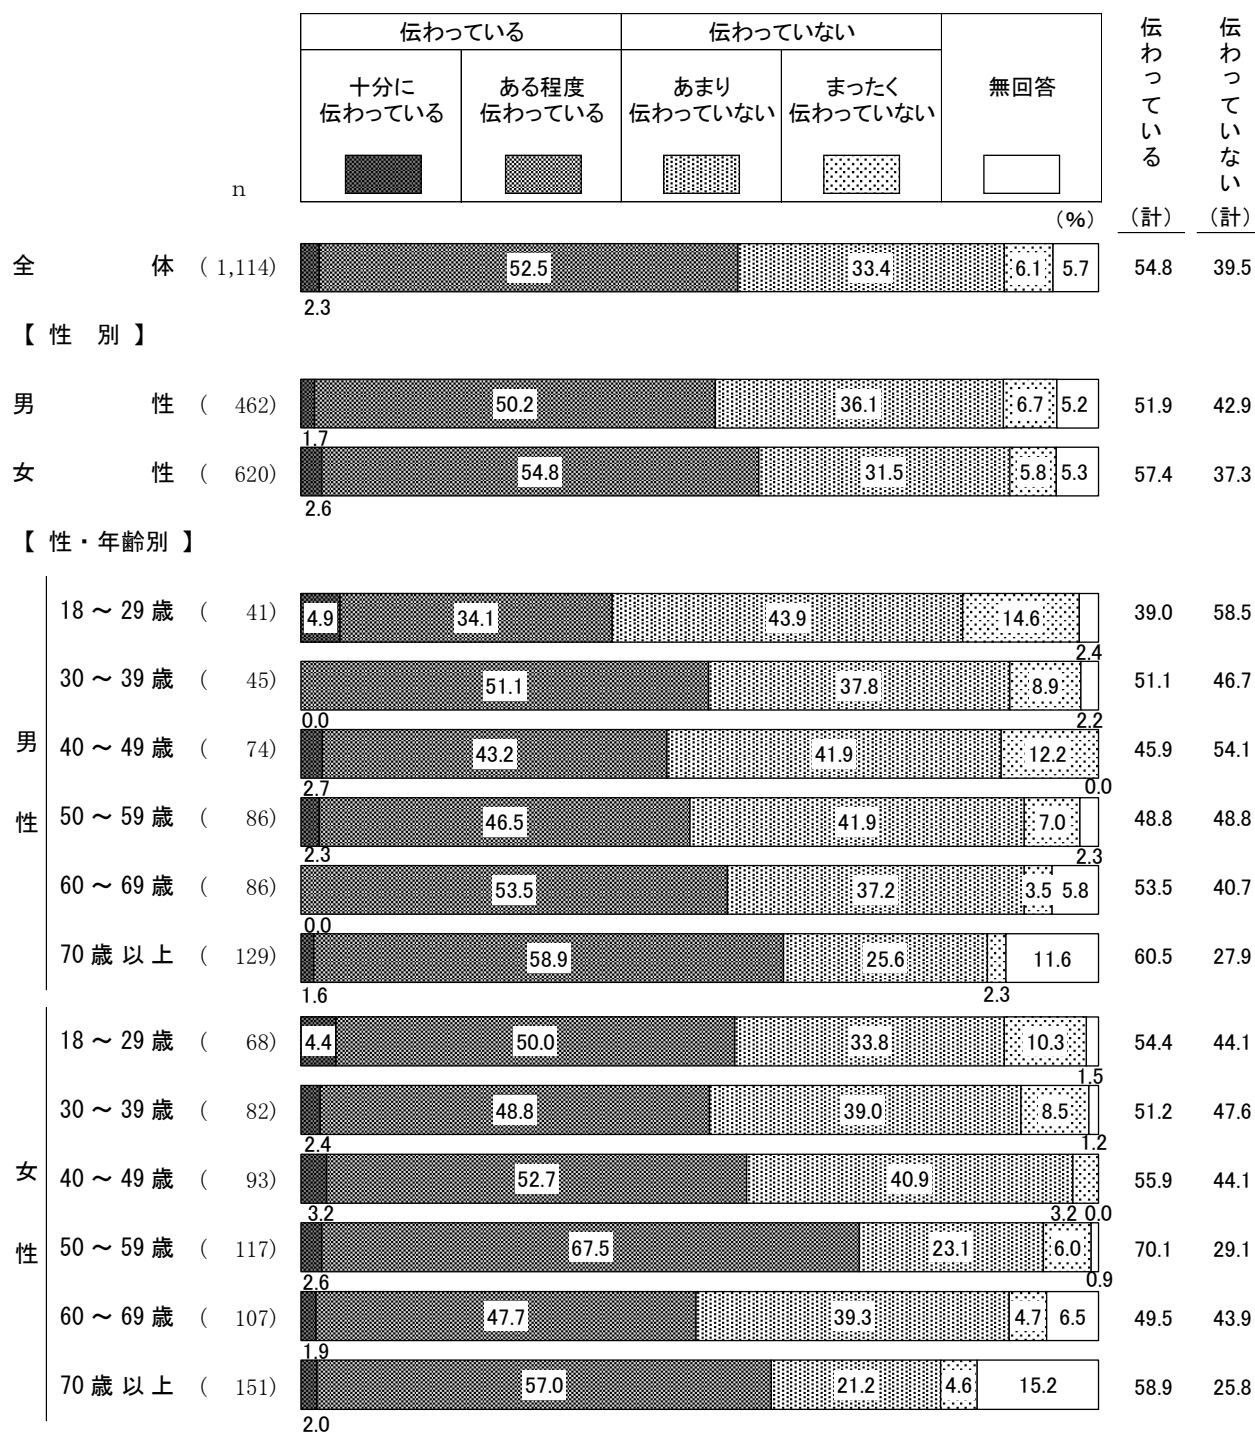 伝わっている 伝わっていない
十分に
伝わっている
ある程度
伝わっている
あまり
伝わっていない
まったく
伝わっていない
無回答
伝わっている
伝わっていない
n
(%) (計) (計)
全 体 ( 1,114) 52.5 33.4 6.1 5.7 54.8 39.5
2.3
【 性 別 】
男 性 ( 462) 50.2 36.1 6.7 5.2 51.9 42.9
1.7
女 性 ( 620) 54.8 31.5 5.8 5.3 57.4 37.3
2.6
【 性・年齢別 】
男性
18 ~ 29 歳 ( 41) 4.9 34.1 43.9 14.6 39.0 58.5
2.4
30 ~ 39 歳 ( 45) 51.1 37.8 8.9 51.1 46.7
0.0 2.2
40 ~ 49 歳 ( 74) 43.2 41.9 12.2 45.9 54.1
2.7 0.0
50 ~ 59 歳 ( 86) 46.5 41.9 7.0 48.8 48.8
2.3 2.3
60 ~ 69 歳 ( 86) 53.5 37.2 3.5 5.8 53.5 40.7
0.0
70 歳 以 上 ( 129) 58.9 25.6 11.6 60.5 27.9
1.6 2.3
女性
18 ~ 29 歳 ( 68) 4.4 50.0 33.8 10.3 54.4 44.1
1.5
30 ~ 39 歳 ( 82) 48.8 39.0 8.5 51.2 47.6
2.4 1.2
40 ~ 49 歳 ( 93) 52.7 40.9 55.9 44.1
3.2 3.2 0.0
50 ~ 59 歳 ( 117) 67.5 23.1 6.0 70.1 29.1
2.6 0.9
60 ~ 69 歳 ( 107) 47.7 39.3 4.7 6.5 49.5 43.9
1.9
70 歳 以 上 ( 151) 57.0 21.2 4.6 15.2 58.9 25.8
2.0